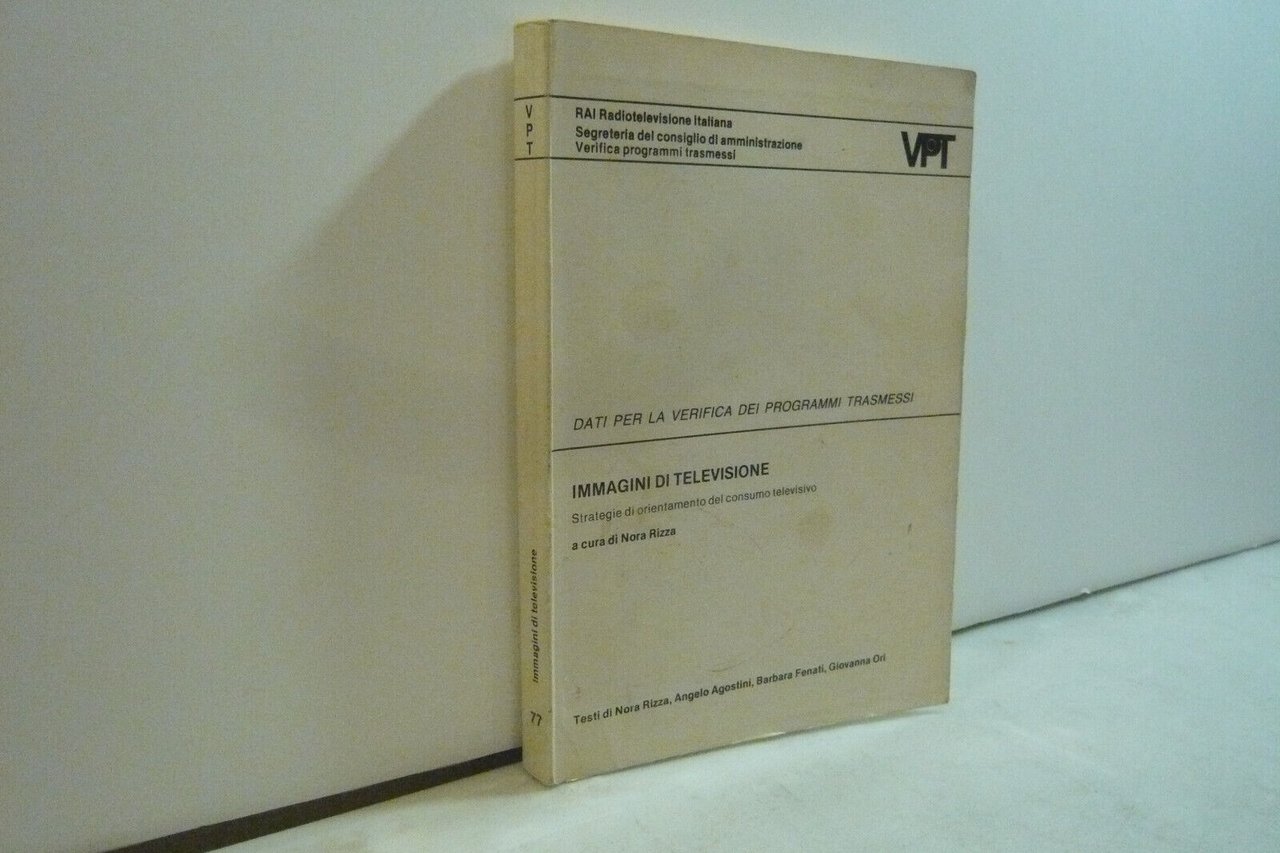 V
P
T
Immagini di televisione
77
RAI Radiotelevisione italiana
Segreteria del consiglio di amministrazione
Verifica programmi trasmessi
VPT
DATI PER LA VERIFICA DEI PROGRAMMI TRASMESSI
IMMAGINI DI TELEVISIONE
Strategie di orientamento del consumo televisivo
a cura di Nora Rizza
Testi di Nora Rizza, Angelo Agostini, Barbara Fenati, Giovanna Ori